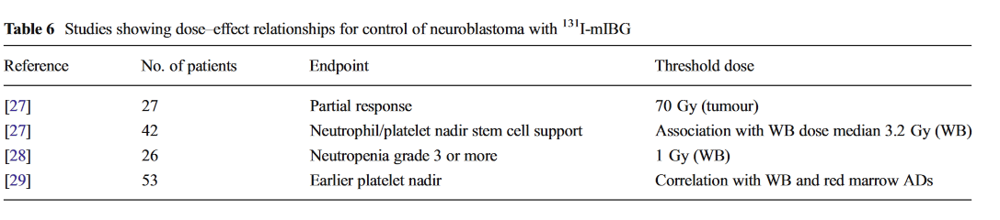 Table 6 Studies showing dose–effect relationships for control of neuroblastoma with ¹³¹I-mIBG
Reference No. of patients Endpoint Threshold dose
[27] 27 Partial response 70 Gy (tumour)
[27] 42 Neutrophil/platelet nadir stem cell support Association with WB dose median 3.2 Gy (WB)
[28] 26 Neutropenia grade 3 or more 1 Gy (WB)
[29] 53 Earlier platelet nadir Correlation with WB and red marrow ADs